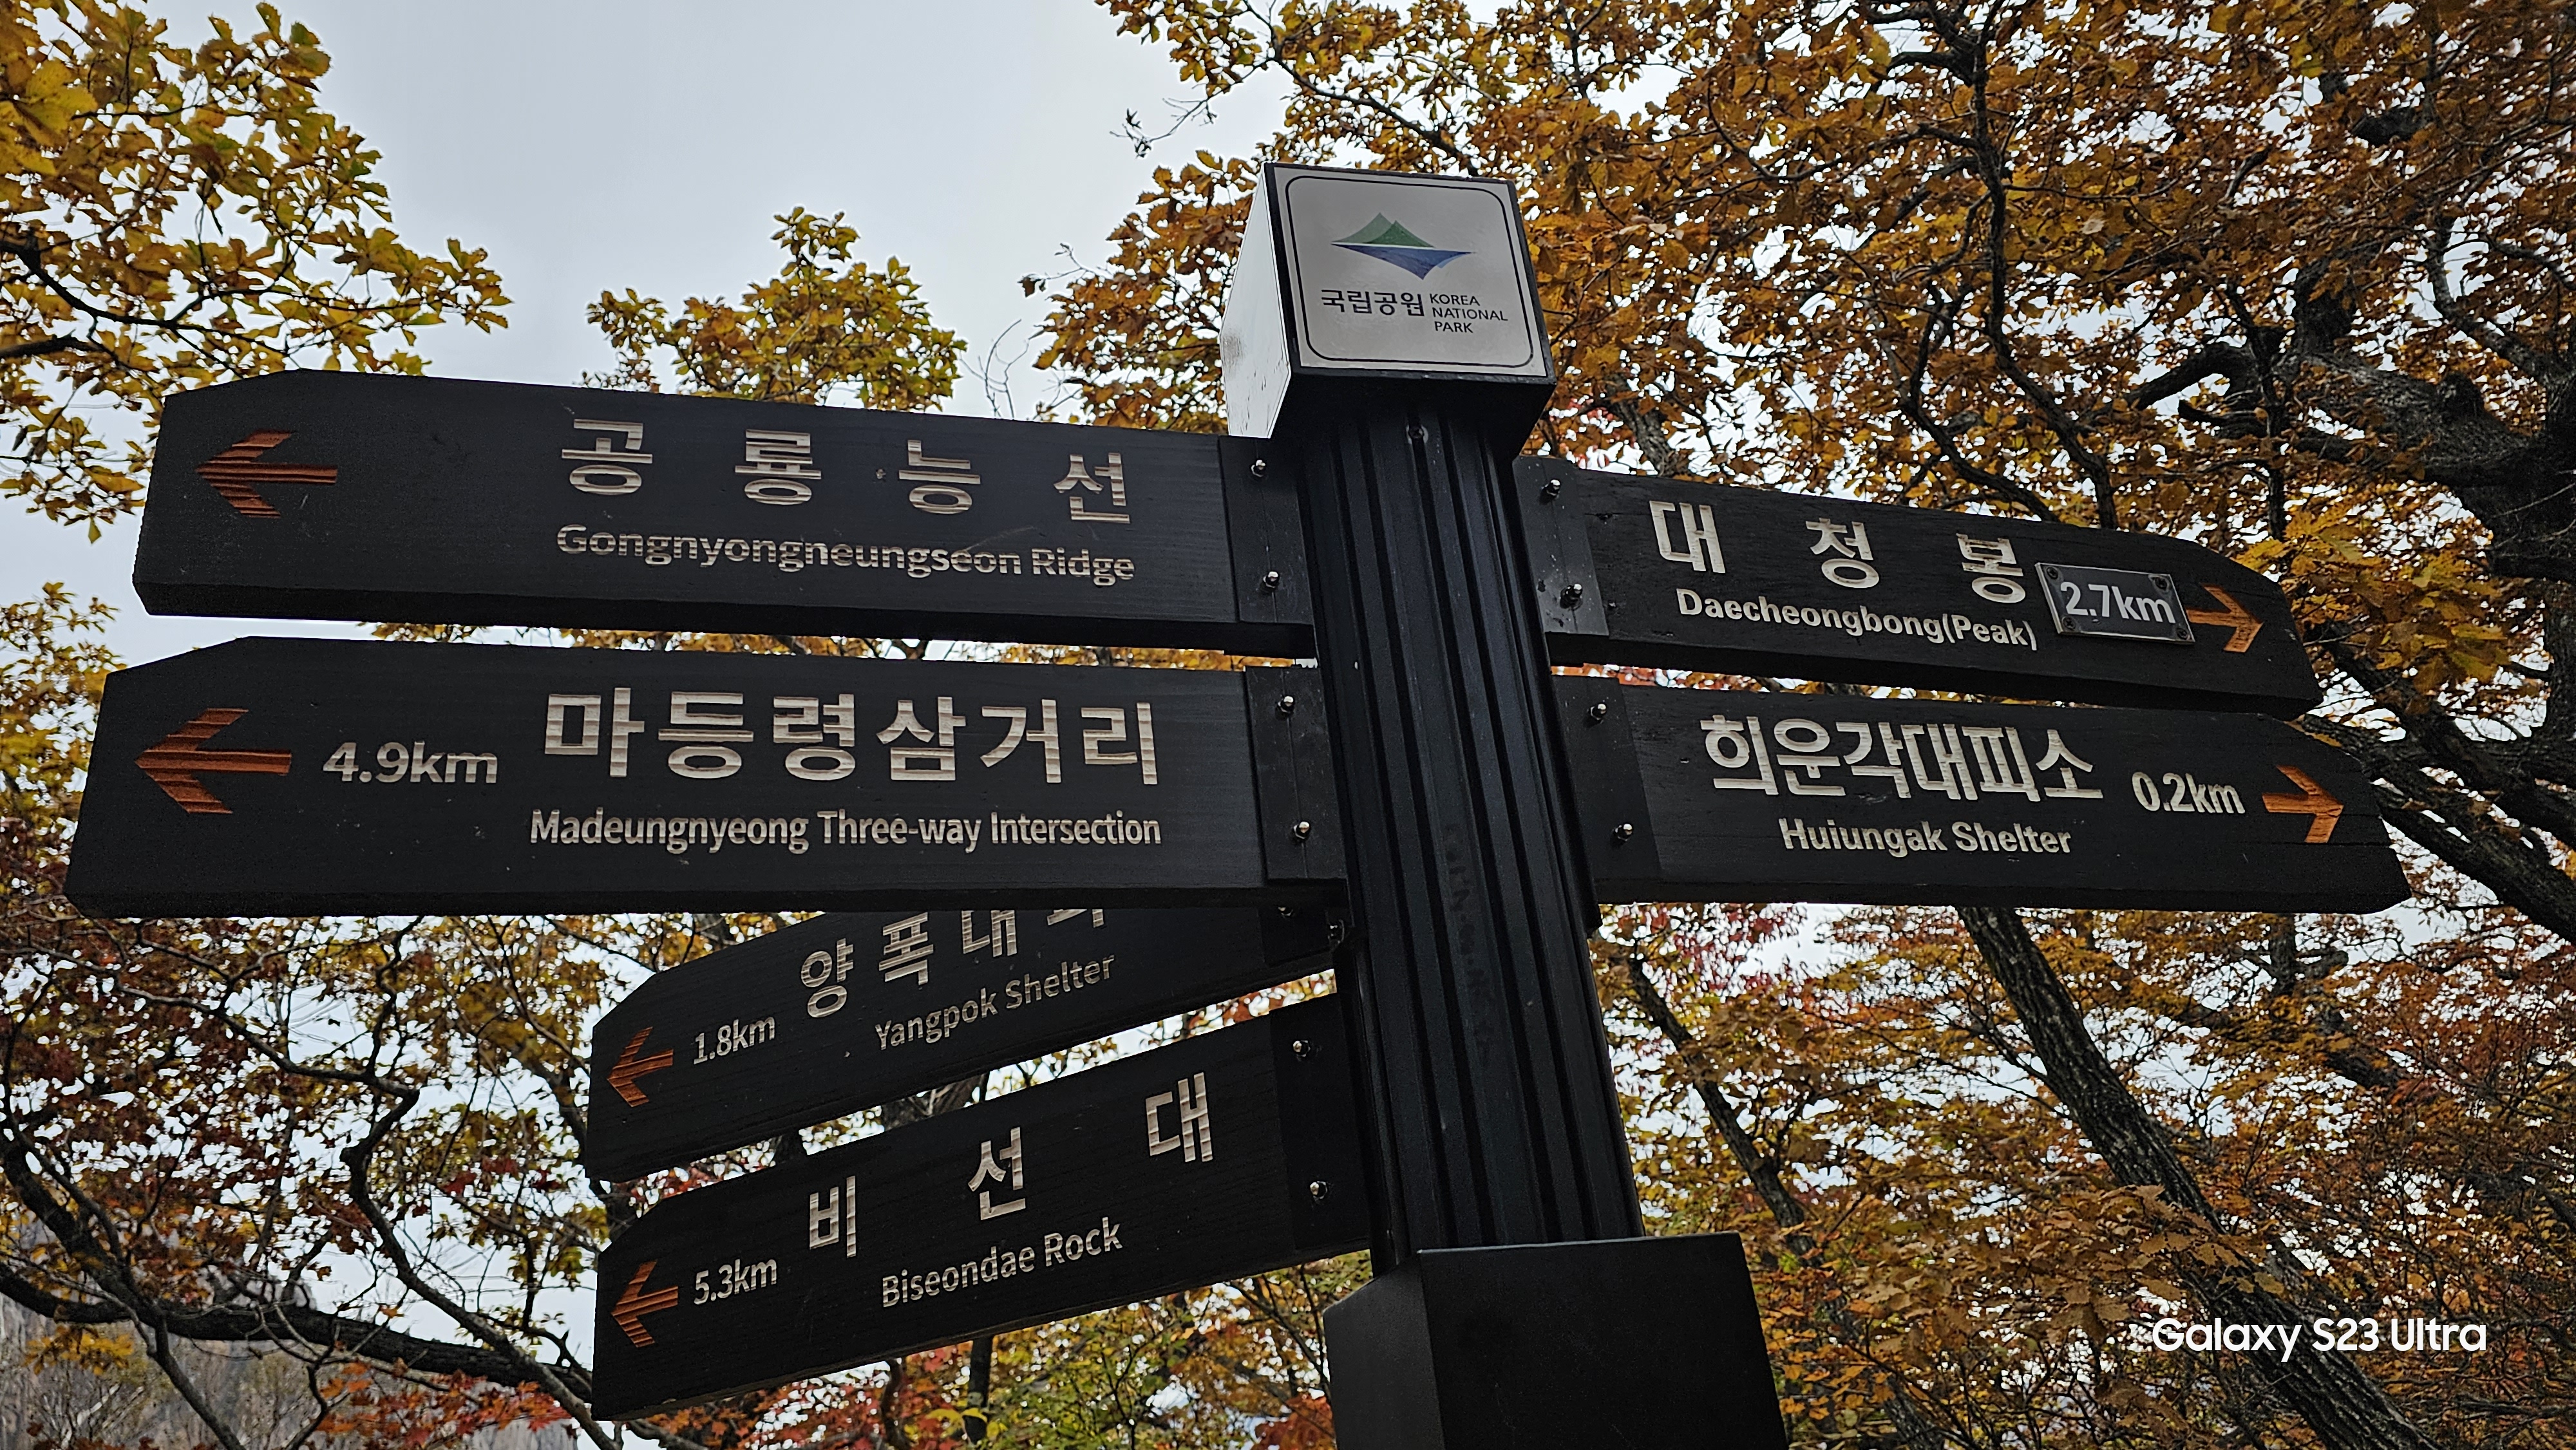 국립공원 KOREA
NATIONAL
PARK
공룡능선
Gongnyongneungseon Ridge
대청봉 2.7km
Daecheongbong(Peak)
4.9km 마등령삼거리
Madeungnyeong Three-way Intersection
희운각대피소 0.2km
Huiungak Shelter
1.8km 양폭대피
Yangpok Shelter
5.3km 비선대
Biseondae Rock
Galaxy S23 Ultra